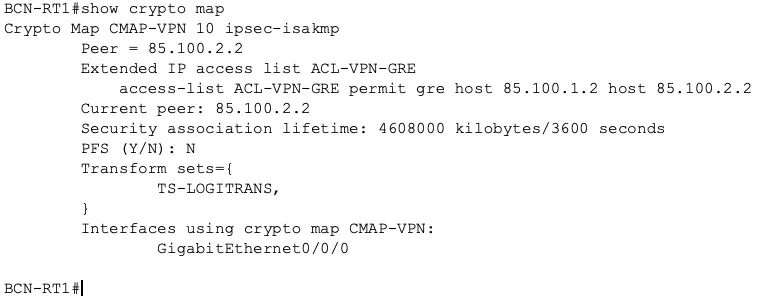 BCN-RT1#show crypto map
Crypto Map CMAP-VPN 10 ipsec-isakmp
Peer = 85.100.2.2
Extended IP access list ACL-VPN-GRE
access-list ACL-VPN-GRE permit gre host 85.100.1.2 host 85.100.2.2
Current peer: 85.100.2.2
Security association lifetime: 4608000 kilobytes/3600 seconds
PFS (Y/N): N
Transform sets={
TS-LOGITRANS,
}
Interfaces using crypto map CMAP-VPN:
GigabitEthernet0/0/0
BCN-RT1#